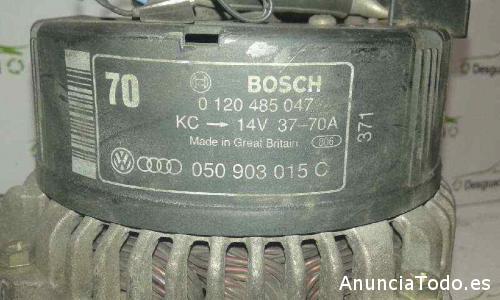 70
BOSCH
0 120 485 047
KC → 14V 37-70A
Made in Great Britain 006
371
050 903 015 C
Desgua
AnunciaTodo.es